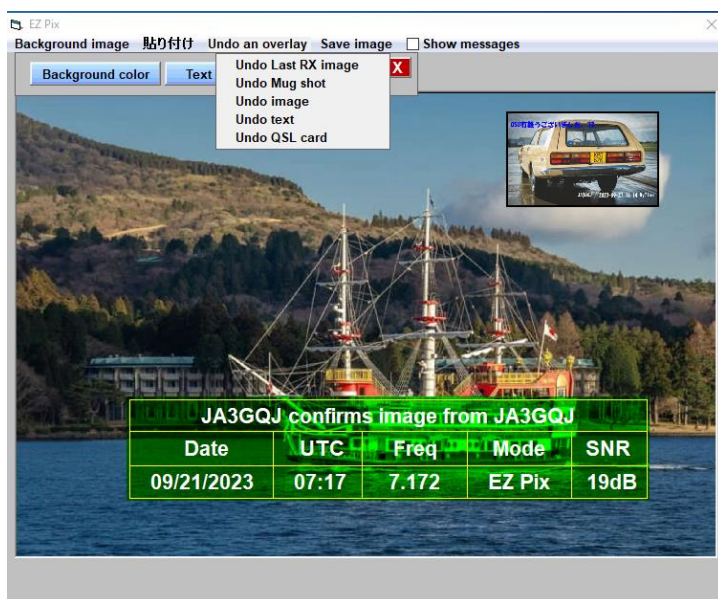 EZ Pix
Background image 貼り付け Undo an overlay Save image Show messages
Background color Text X
Undo Last RX image
Undo Mug shot
Undo image
Undo text
Undo QSL card
JA3GQJ confirms image from JA3GQJ
Date UTC Freq Mode SNR
09/21/2023 07:17 7.172 EZ Pix 19dB